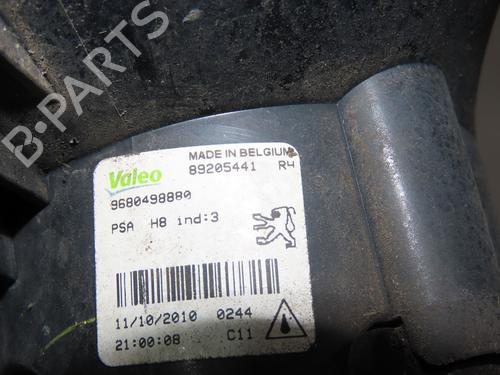 B-PARTS
Valeo
MADE IN BELGIUM
89205441 R4
9680498880
PSA H8 ind:3
11/10/2010 0244
21:00:08 C11